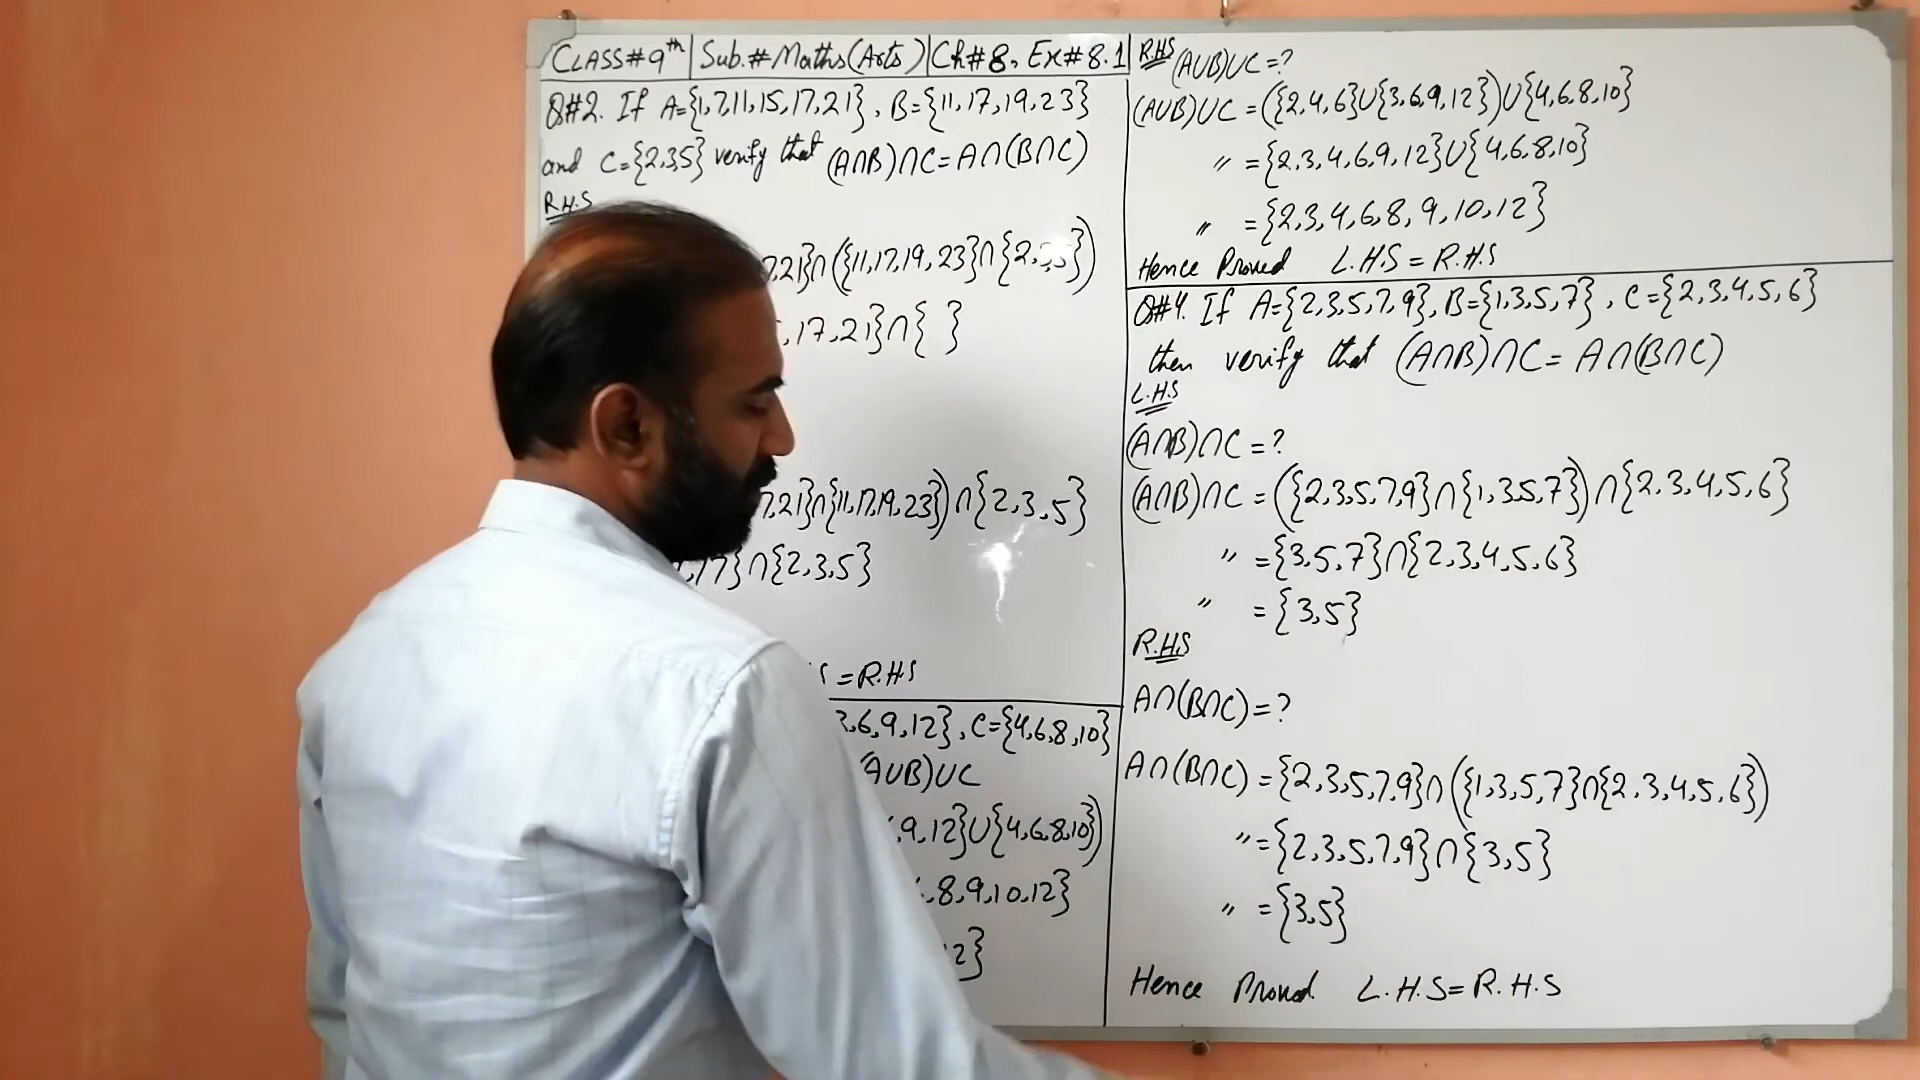 CLASS#9th | Sub.# Maths(Arts) | Ch#8, Ex#8.1
Q#2. If A={1,7,11,15,17,21}, B={11,17,19,23}
and C={2,3,5} verify that (A∩B)∩C=A∩(B∩C)
R.H.S
,21}∩({11,17,19,23}∩{2,3,5})
,17,21}∩{ }
7,21}∩{11,17,19,23})∩{2,3,5}
,17}∩{2,3,5}
=R.H.S
3,6,9,12}, C={4,6,8,10}
(AUB)UC
,9,12}U{4,6,8,10})
,8,9,10,12}
12}
R.H.S (AUB)UC=?
(AUB)UC=({2,4,6}U{3,6,9,12})U{4,6,8,10}
" ={2,3,4,6,9,12}U{4,6,8,10}
" ={2,3,4,6,8,9,10,12}
Hence Proved L.H.S=R.H.S
Q#4. If A={2,3,5,7,9}, B={1,3,5,7}, C={2,3,4,5,6}
then verify that (A∩B)∩C=A∩(B∩C)
L.H.S
(A∩B)∩C=?
(A∩B)∩C=({2,3,5,7,9}∩{1,3,5,7})∩{2,3,4,5,6}
" ={3,5,7}∩{2,3,4,5,6}
" ={3,5}
R.H.S
A∩(B∩C)=?
A∩(B∩C)={2,3,5,7,9}∩({1,3,5,7}∩{2,3,4,5,6})
" ={2,3,5,7,9}∩{3,5}
" ={3,5}
Hence Proved L.H.S=R.H.S